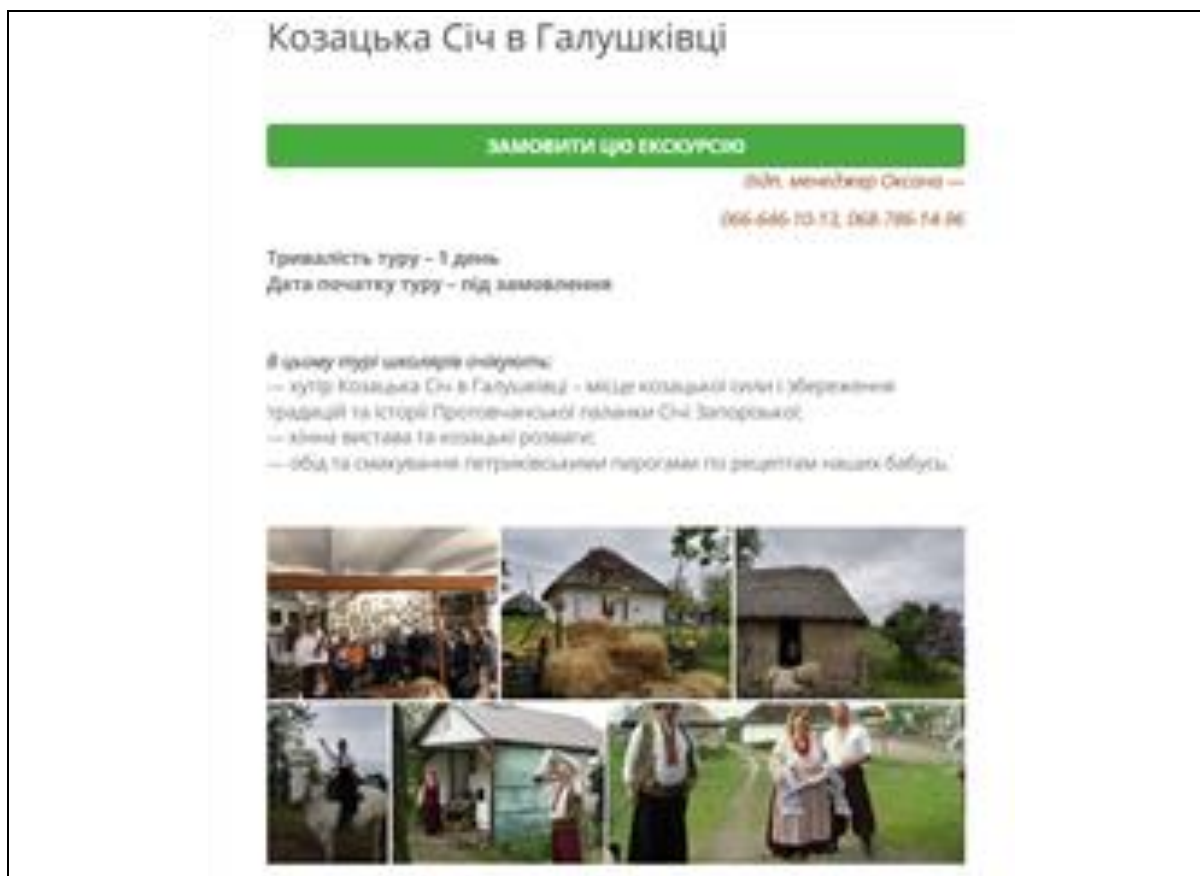 Козацька Січ в Галушківці
ЗАМОВИТИ ЦЮ ЕКСКУРСІЮ
відп. менеджер Оксана —
066-646-10-13, 068-786-14-96
Тривалість туру – 1 день
Дата початку туру – під замовлення
В цьому турі школярів очікують:
— хутір Козацька Січ в Галушківці – місце козацької сили і збереження
традицій та історії Протовчанської паланки Січі Запорізької;
— кінна вистава та козацькі розваги;
— обід та смакування петриківськими пирогами по рецептам наших бабусь.